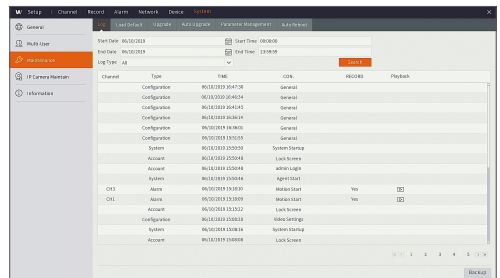 Setup Channel Record Alarm Network Device System
General
Multi-User
Maintenance
IP Camera Maintain
Information
Log Load Default Upgrade Auto Upgrade Parameter Management Auto Reboot
Start Date 06/10/2019 Start Time 00:00:00
End Date 06/10/2019 End Time 23:59:59
Log Type All Search
Channel Type TIME CON. RECORD Playback
Configuration 06/10/2019 16:47:38 General
Configuration 06/10/2019 16:46:34 General
Configuration 06/10/2019 16:41:45 General
Configuration 06/10/2019 16:36:14 General
Configuration 06/10/2019 16:36:01 General
Configuration 06/10/2019 15:51:55 General
System 06/10/2019 15:50:50 System Startup
Account 06/10/2019 15:50:48 Lock Screen
Account 06/10/2019 15:50:48 admin Login
System 06/10/2019 15:50:46 Agent Start
CH3 Alarm 06/10/2019 15:18:10 Motion Start Yes
CH1 Alarm 06/10/2019 15:18:09 Motion Start Yes
Account 06/10/2019 15:15:22 Lock Screen
Configuration 06/10/2019 15:08:28 Video Settings
System 06/10/2019 15:08:16 System Startup
Account 06/10/2019 15:08:08 Lock Screen
1 2 3 4 5
Backup